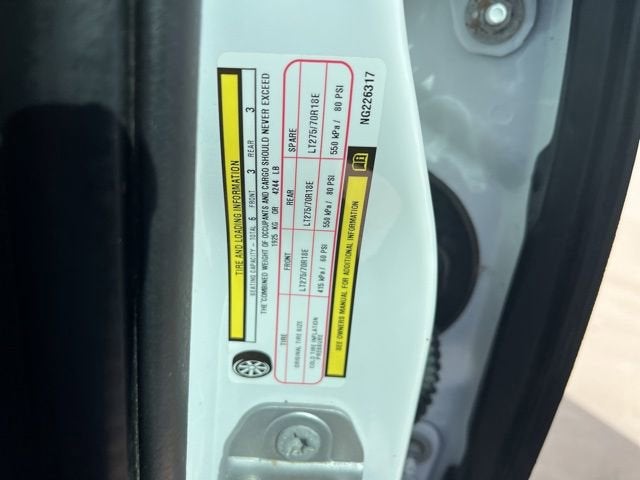 TIRE AND LOADING INFORMATION
SEATING CAPACITY - TOTAL 6 FRONT 3 REAR 3
THE COMBINED WEIGHT OF OCCUPANTS AND CARGO SHOULD NEVER EXCEED
1925 KG OR 4244 LB
TIRE FRONT REAR SPARE
ORIGINAL TIRE SIZE LT275/70R18E LT275/70R18E LT275/70R18E
COLD TIRE INFLATION
PRESSURE
415 kPa / 60 PSI 550 kPa / 80 PSI 550 kPa / 80 PSI
SEE OWNERS MANUAL FOR ADDITIONAL INFORMATION
NG226317